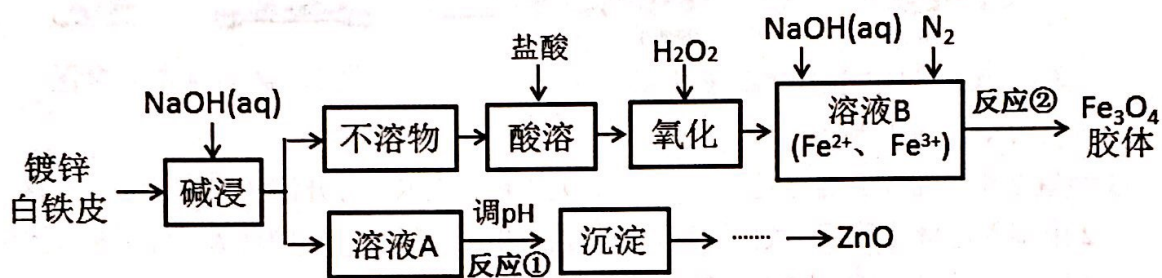 盐酸
H₂O₂
NaOH(aq) N₂
NaOH(aq)
不溶物
酸溶
氧化
溶液B
(Fe²⁺、Fe³⁺)
反应②
Fe₃O₄
胶体
镀锌
白铁皮
碱浸
溶液A
调pH
反应①
沉淀
……
ZnO